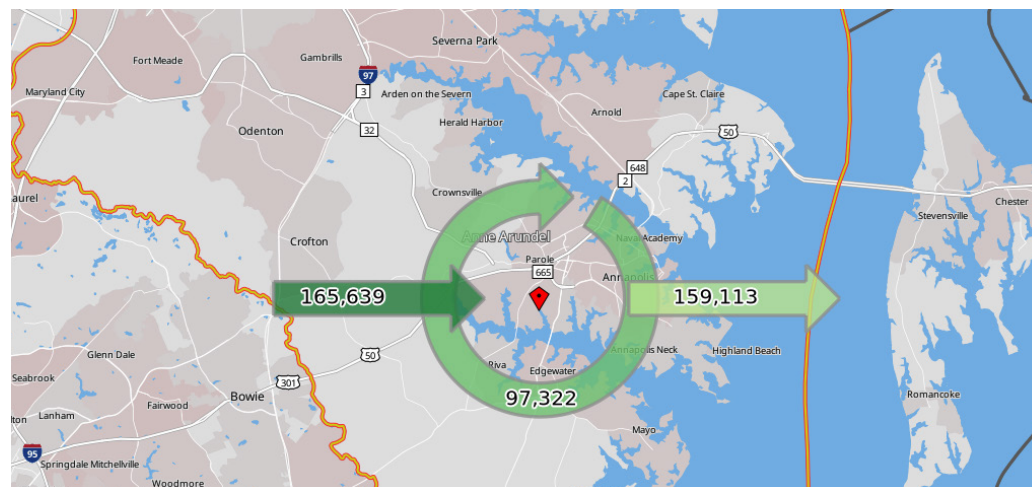 Severna Park
Gambrills
Fort Meade
97
Maryland City
3
Arden on the Severn
Cape St. Claire
Arnold
Herald Harbor
Odenton
32
50
648
2
Crownsville
aurel
Chester
Stevensville
Crofton
Anne Arundel
Naval Academy
Parole
665
Annapolis
165,639
159,113
Glenn Dale
50
Annapolis Neck
Highland Beach
Riva
Edgewater
Seabrook
301
Bowie
Romancoke
97,322
Fairwood
lton
Lanham
Mayo
95
Springdale
Mitchellville
Woodmore